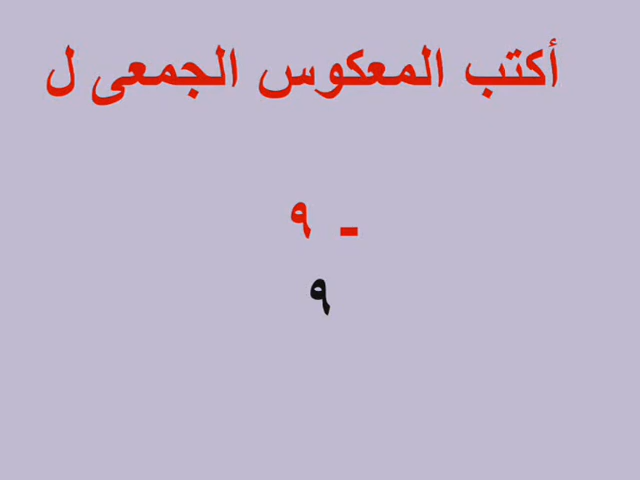 أكتب المعكوس الجمعى ل
- ٩
٩